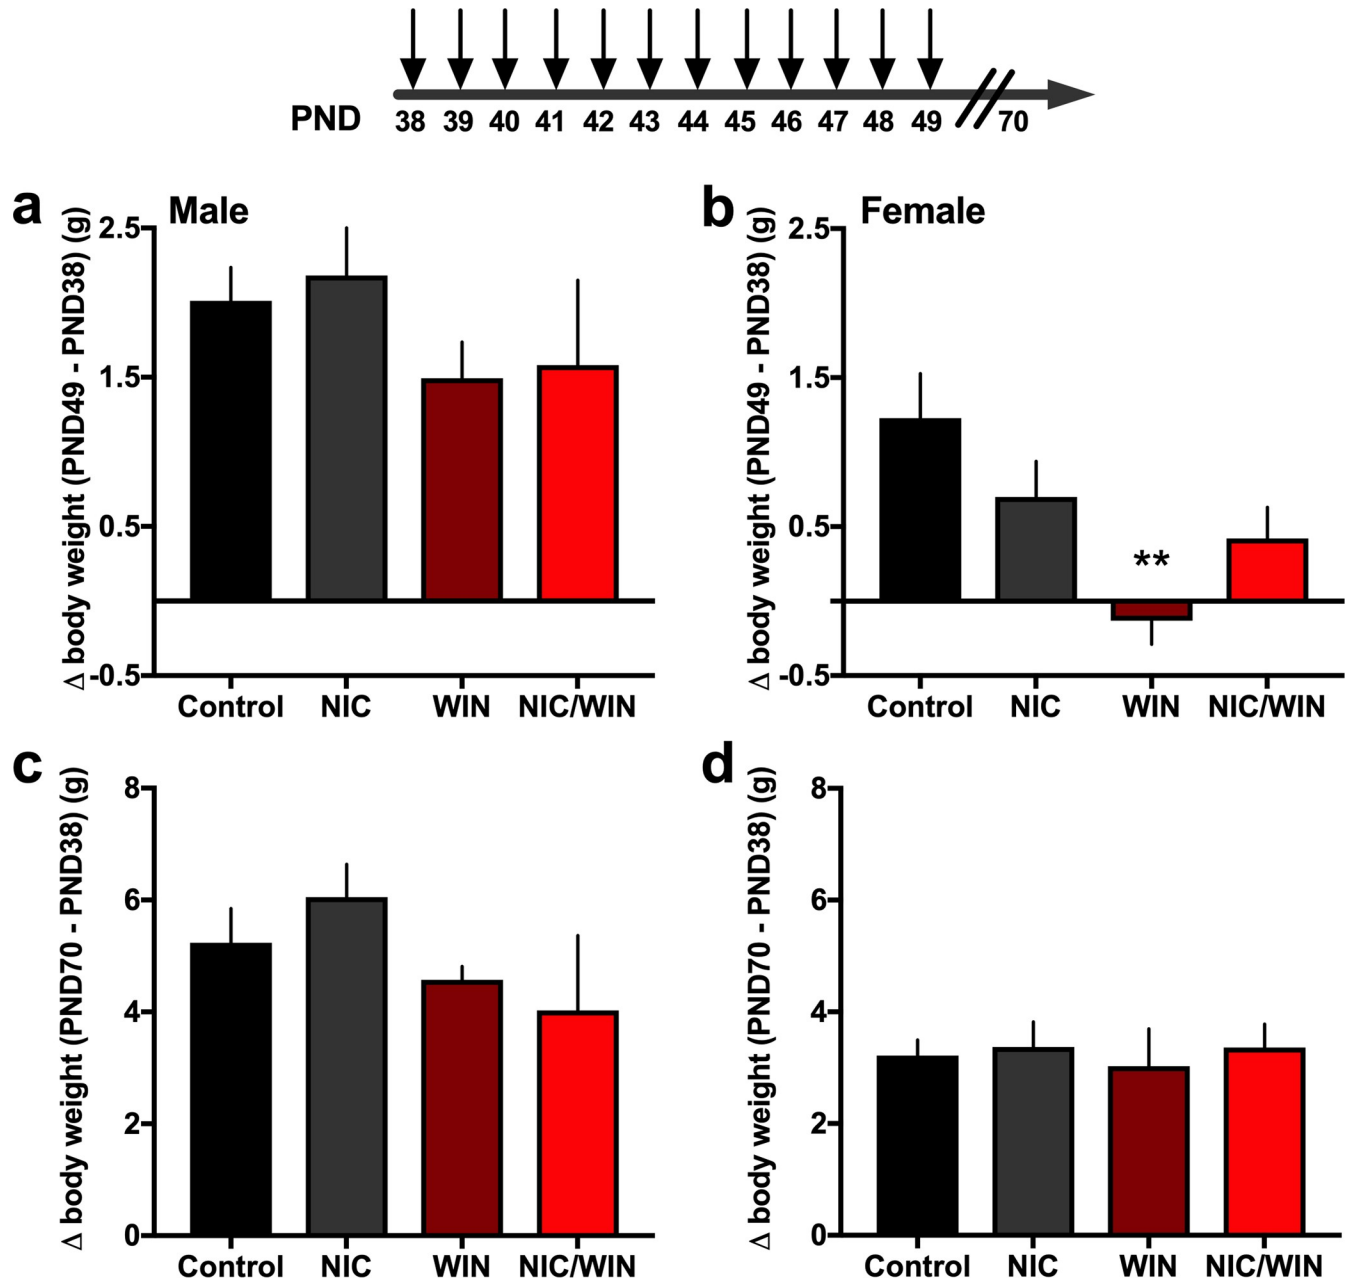 PND 38 39 40 41 42 43 44 45 46 47 48 49 70
a Male
Δ body weight (PND49 - PND38) (g)
2.5
1.5
0.5
-0.5
Control NIC WIN NIC/WIN
b Female
Δ body weight (PND49 - PND38) (g)
2.5
1.5
0.5
-0.5
**
Control NIC WIN NIC/WIN
c
Δ body weight (PND70 - PND38) (g)
8
6
4
2
0
Control NIC WIN NIC/WIN
d
Δ body weight (PND70 - PND38) (g)
8
6
4
2
0
Control NIC WIN NIC/WIN